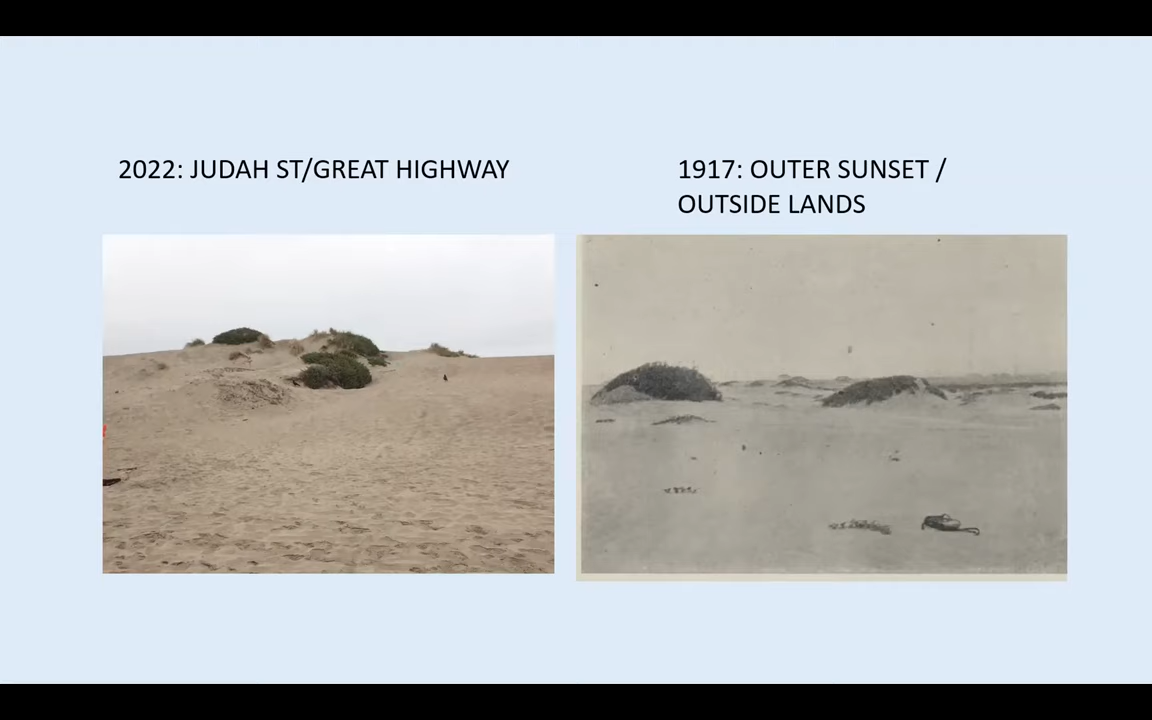 2022: JUDAH ST/GREAT HIGHWAY
1917: OUTER SUNSET /
OUTSIDE LANDS